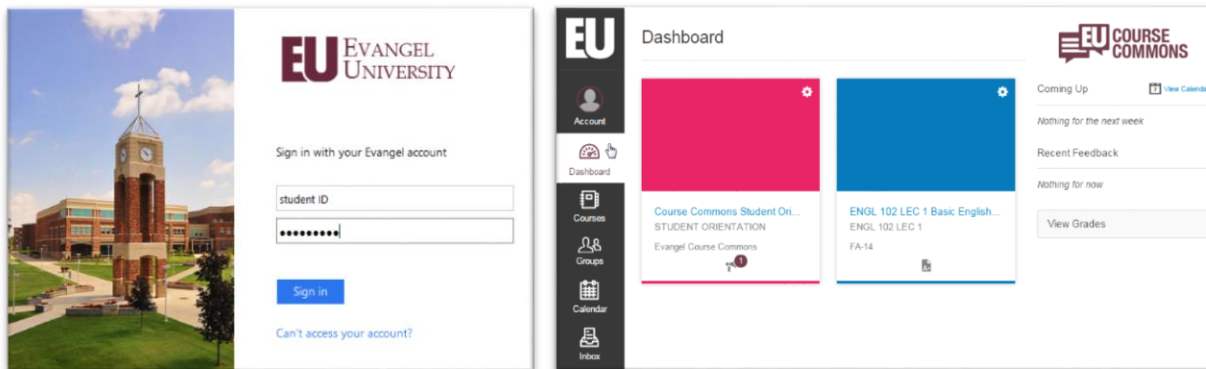 EU EVANGEL
UNIVERSITY
Sign in with your Evangel account
student ID
Sign in
Can't access your account?
EU
Account
Dashboard
Courses
Groups
Calendar
Inbox
Dashboard
Course Commons Student Ori...
STUDENT ORIENTATION
Evangel Course Commons
1
ENGL 102 LEC 1 Basic English...
ENGL 102 LEC 1
FA-14
EU COURSE
COMMONS
Coming Up
View Calenda
Nothing for the next week
Recent Feedback
Nothing for now
View Grades